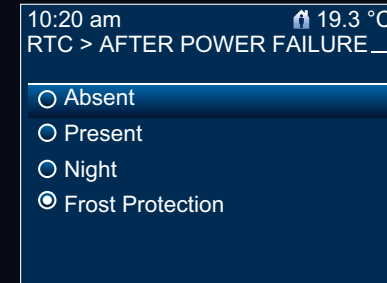 10:20 am 19.3 °C
RTC > AFTER POWER FAILURE
Absent
Present
Night
Frost Protection